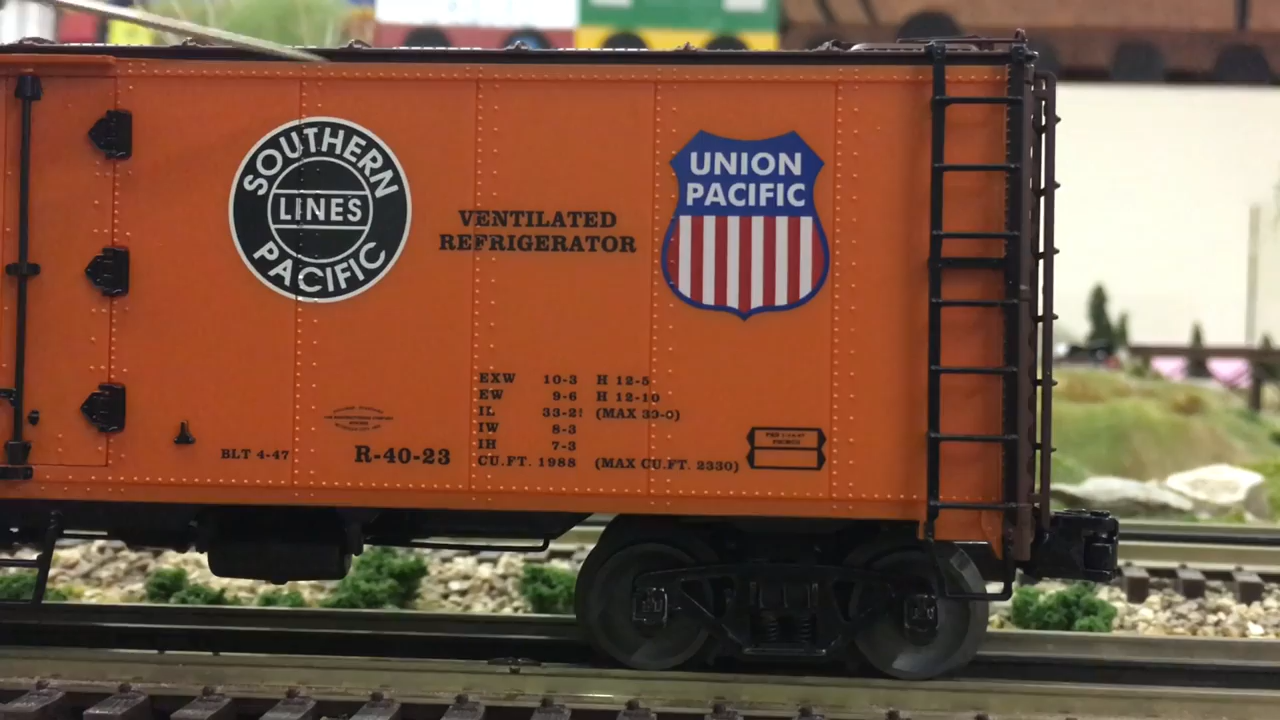 SOUTHERN
LINES
PACIFIC
VENTILATED
REFRIGERATOR
UNION
PACIFIC
EXW 10-3 H 12-5
EW 9-6 H 12-10
IL 33-2 (MAX 39-0)
IW 8-3
IH 7-3
CU.FT. 1988 (MAX CU.FT. 2330)
BLT 4-47
R-40-23